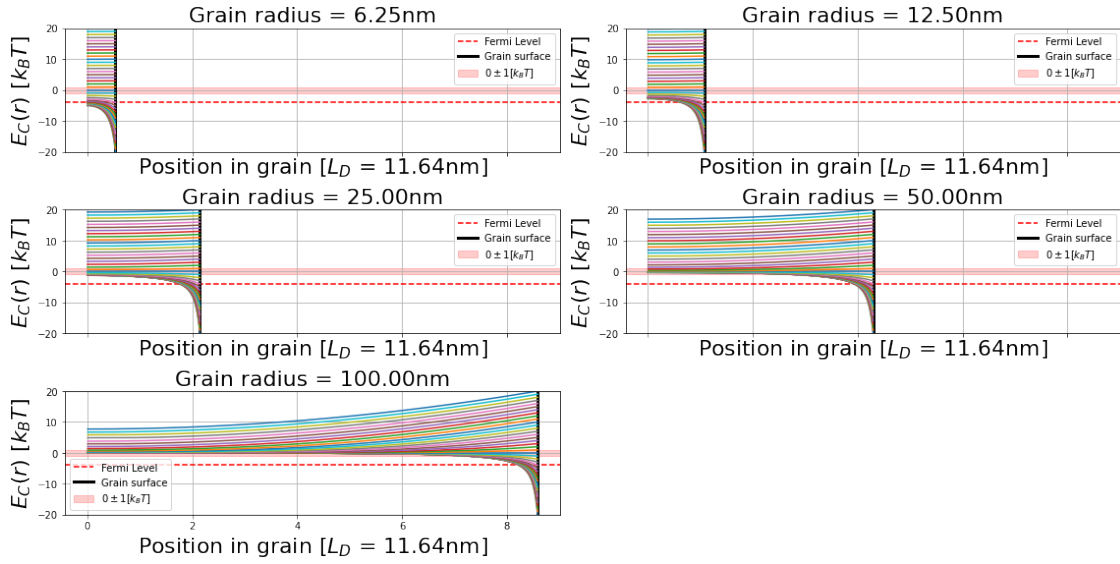 Grain radius = 6.25nm
E_C(r) [k_BT]
20
10
0
−10
−20
Fermi Level
Grain surface
0 ± 1[k_BT]
Position in grain [L_D = 11.64nm]
Grain radius = 12.50nm
E_C(r) [k_BT]
20
10
0
−10
−20
Fermi Level
Grain surface
0 ± 1[k_BT]
Position in grain [L_D = 11.64nm]
Grain radius = 25.00nm
E_C(r) [k_BT]
20
10
0
−10
−20
Fermi Level
Grain surface
0 ± 1[k_BT]
Position in grain [L_D = 11.64nm]
Grain radius = 50.00nm
E_C(r) [k_BT]
20
10
0
−10
−20
Fermi Level
Grain surface
0 ± 1[k_BT]
Position in grain [L_D = 11.64nm]
Grain radius = 100.00nm
E_C(r) [k_BT]
20
10
0
−10
−20
Fermi Level
Grain surface
0 ± 1[k_BT]
0 2 4 6 8
Position in grain [L_D = 11.64nm]